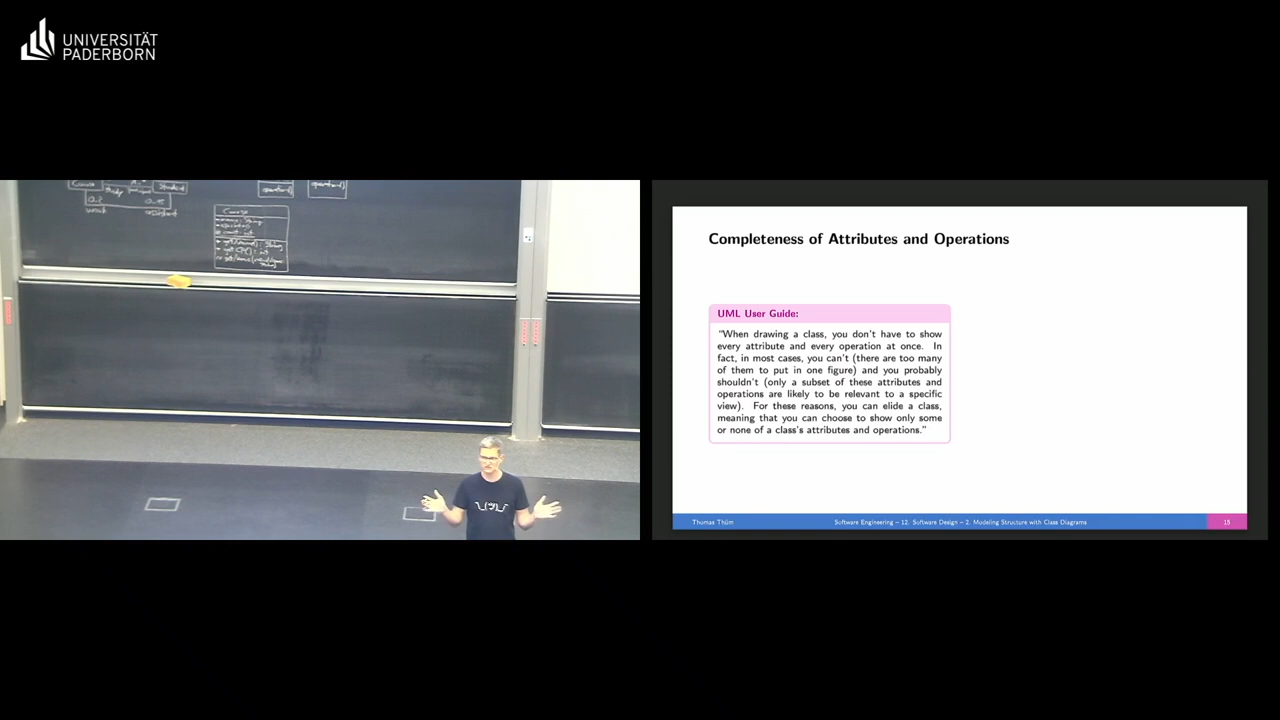 UNIVERSITÄT
PADERBORN
Course
Student
Completeness of Attributes and Operations
UML User Guide:
“When drawing a class, you don’t have to show
every attribute and every operation at once. In
fact, in most cases, you can’t (there are too many
of them to put in one figure) and you probably
shouldn’t (only a subset of these attributes and
operations are likely to be relevant to a specific
view). For these reasons, you can elide a class,
meaning that you can choose to show only some
or none of a class’s attributes and operations.”
Thomas Thüm
Software Engineering – 12. Software Design – 2. Modeling Structure with Class Diagrams
15